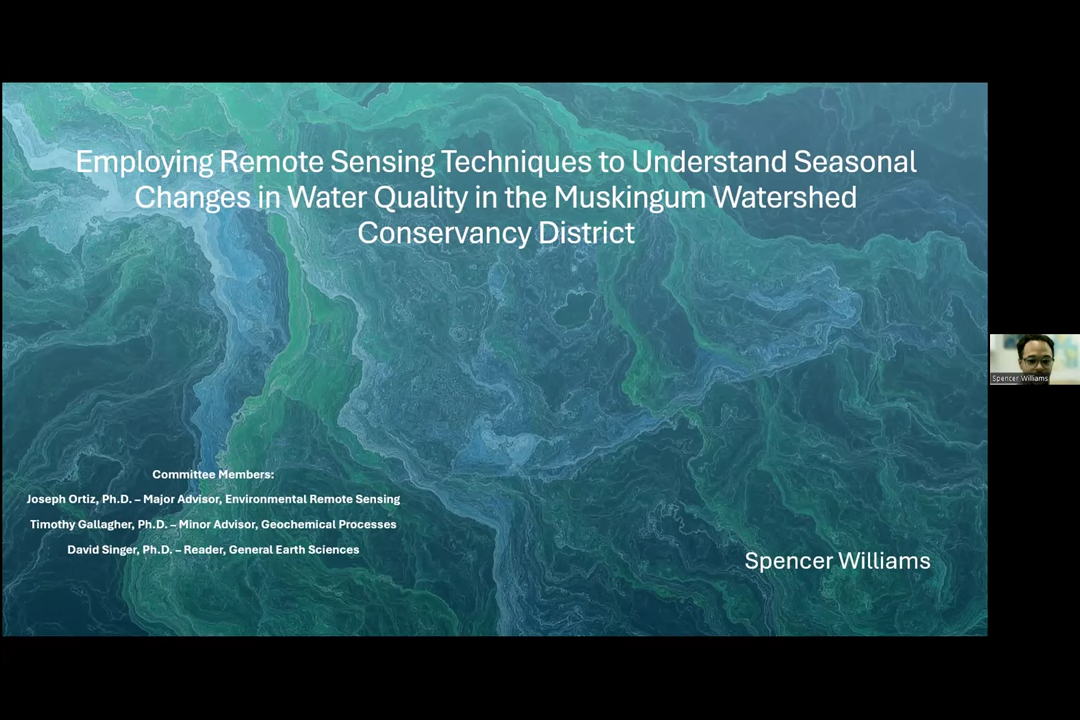 Employing Remote Sensing Techniques to Understand Seasonal
Changes in Water Quality in the Muskingum Watershed
Conservancy District
Committee Members:
Joseph Ortiz, Ph.D. – Major Advisor, Environmental Remote Sensing
Timothy Gallagher, Ph.D. – Minor Advisor, Geochemical Processes
David Singer, Ph.D. – Reader, General Earth Sciences
Spencer Williams
Spencer Williams